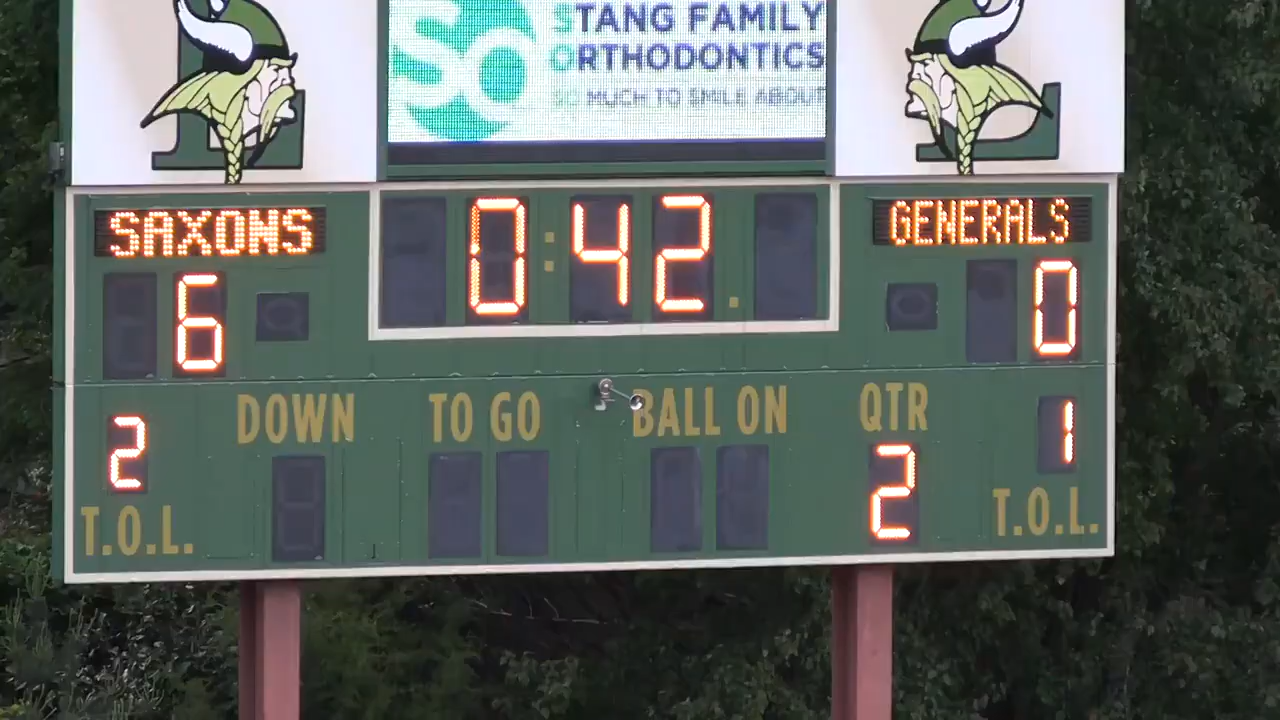 STANG FAMILY
ORTHODONTICS
SO MUCH TO SMILE ABOUT
SAXONS 0:42. GENERALS
6 0
DOWN TO GO BALL ON QTR
2 2 1
T.O.L. T.O.L.